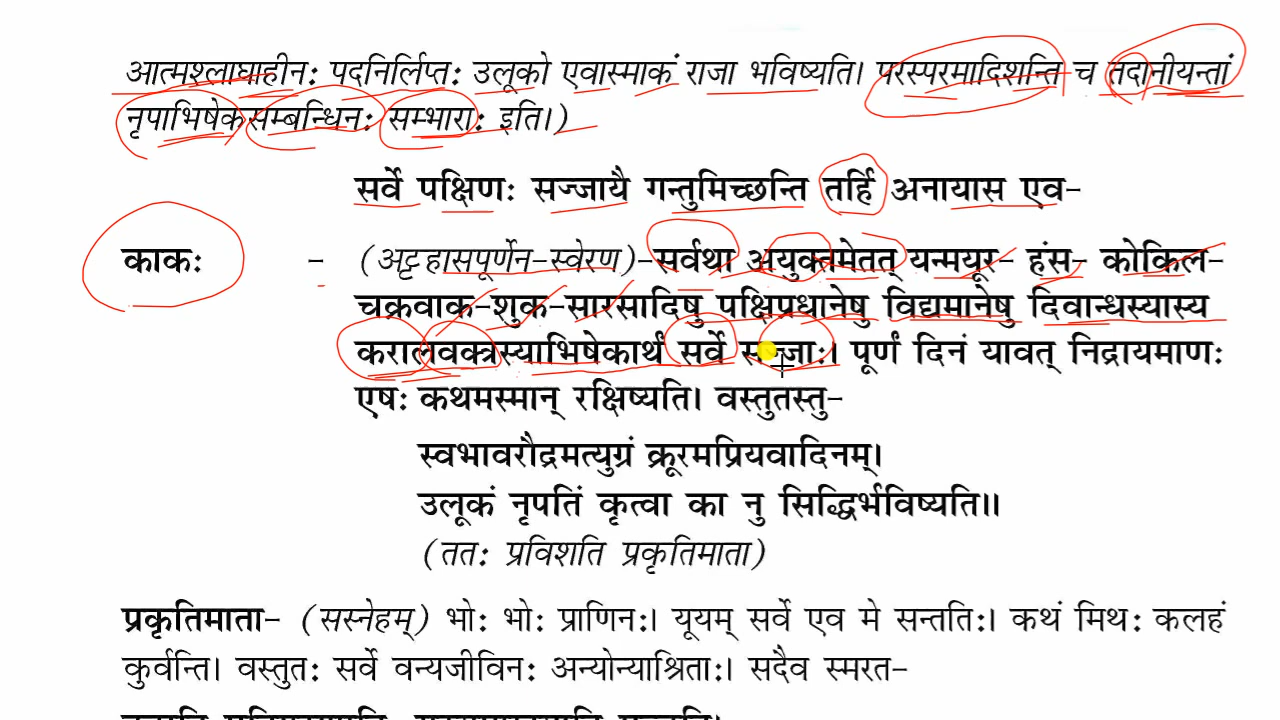 आत्मश्लाघाहीनः पदनिर्लिप्तः उलूको एवास्माकं राजा भविष्यति। परस्परमादिशन्ति च तदानीयन्तां
नृपाभिषेकसम्बन्धिनः सम्भाराः इति।)
सर्वे पक्षिणः सज्जायै गन्तुमिच्छन्ति तर्हि अनायास एव-
काकः - (अट्टहासपूर्णेन-स्वेरण)-सर्वथा अयुक्तमेतत् यन्मयूर- हंस- कोकिल-
चक्रवाक-शुक-सारसादिषु पक्षिप्रधानेषु विद्यमानेषु दिवान्धस्यास्य
करालवक्त्रस्याभिषेकार्थं सर्वे सज्जाः। पूर्णं दिनं यावत् निद्रायमाणः
एषः कथमस्मान् रक्षिष्यति। वस्तुतस्तु-
स्वभावरौद्रमत्युग्रं क्रूरमप्रियवादिनम्।
उलूकं नृपतिं कृत्वा का नु सिद्धिर्भविष्यति॥
(ततः प्रविशति प्रकृतिमाता)
प्रकृतिमाता- (सस्नेहम्) भोः भोः प्राणिनः। यूयम् सर्वे एव मे सन्ततिः। कथं मिथः कलहं
कुर्वन्ति। वस्तुतः सर्वे वन्यजीविनः अन्योन्याश्रिताः। सदैव स्मरत-